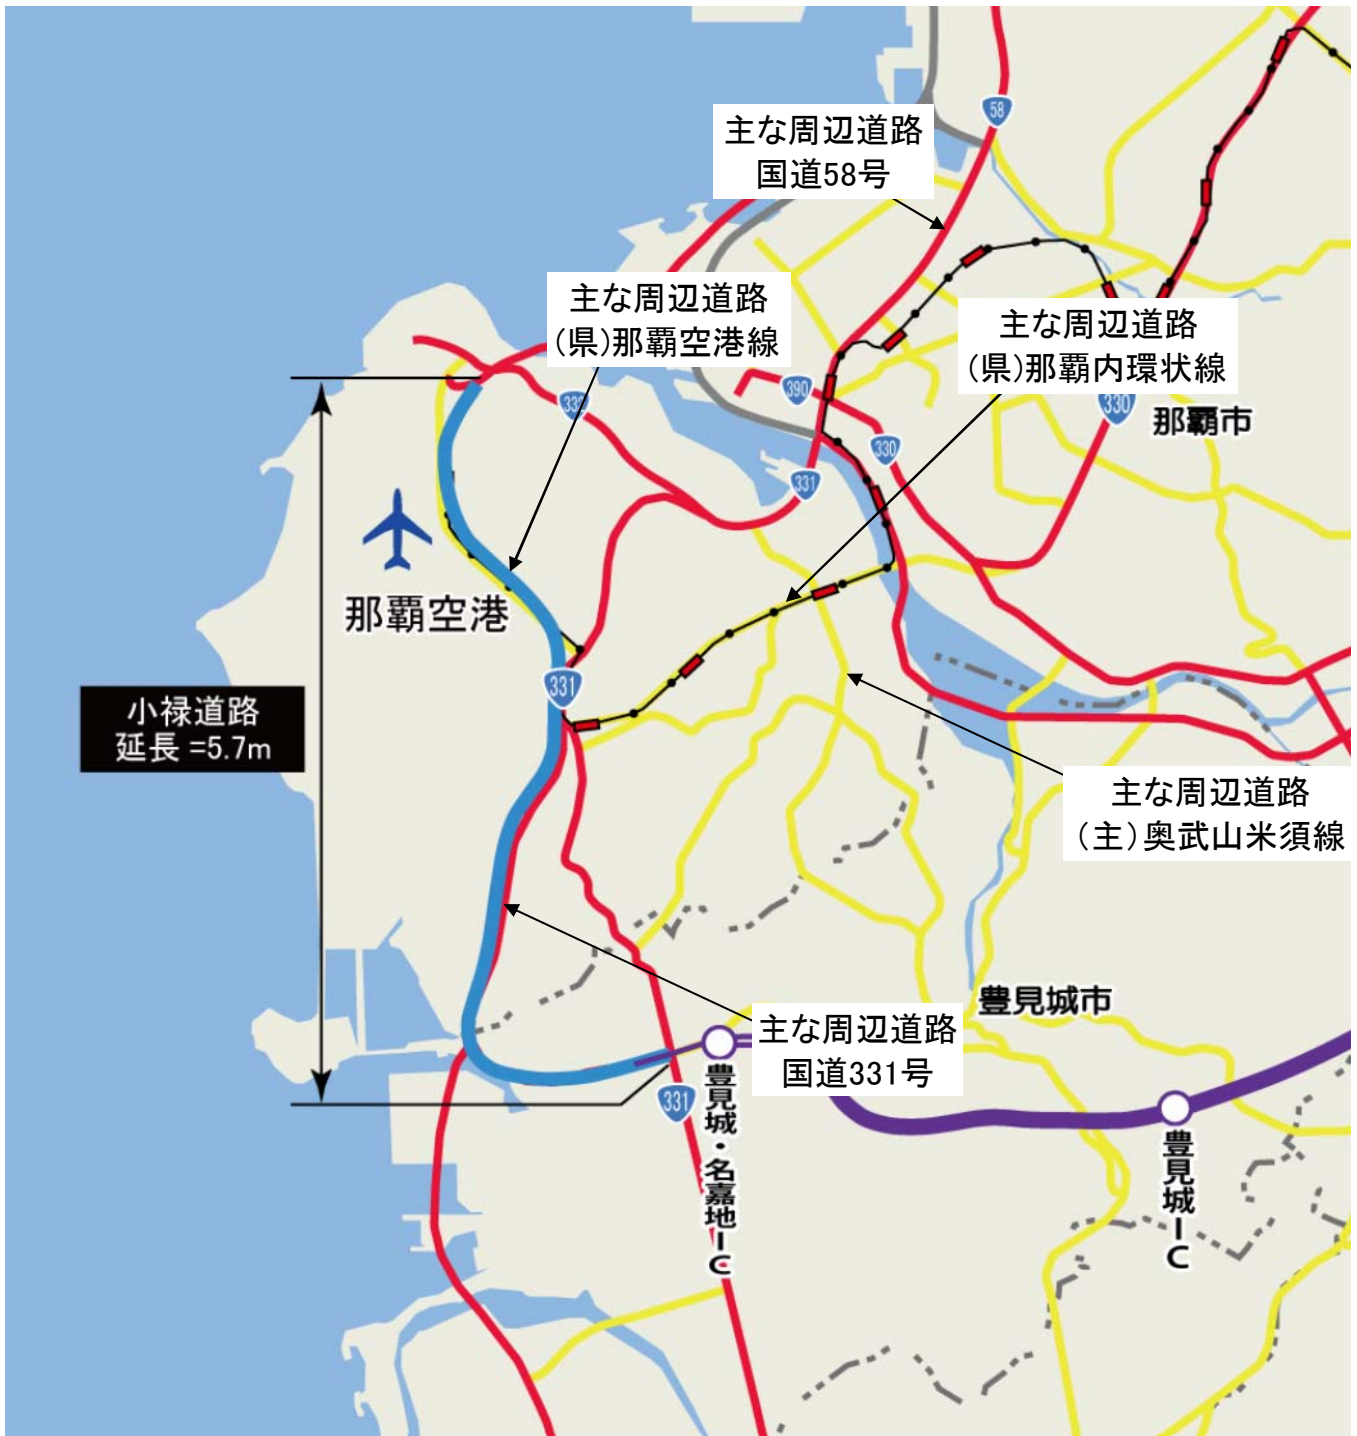 58
主な周辺道路
国道58号
主な周辺道路
(県)那覇空港線
主な周辺道路
(県)那覇内環状線
332
390
330
那覇市
330
331
那覇空港
331
小禄道路
延長 =5.7m
主な周辺道路
(主)奥武山米須線
豊見城市
主な周辺道路
国道331号
331
豊見城・名嘉地IC
豊見城IC